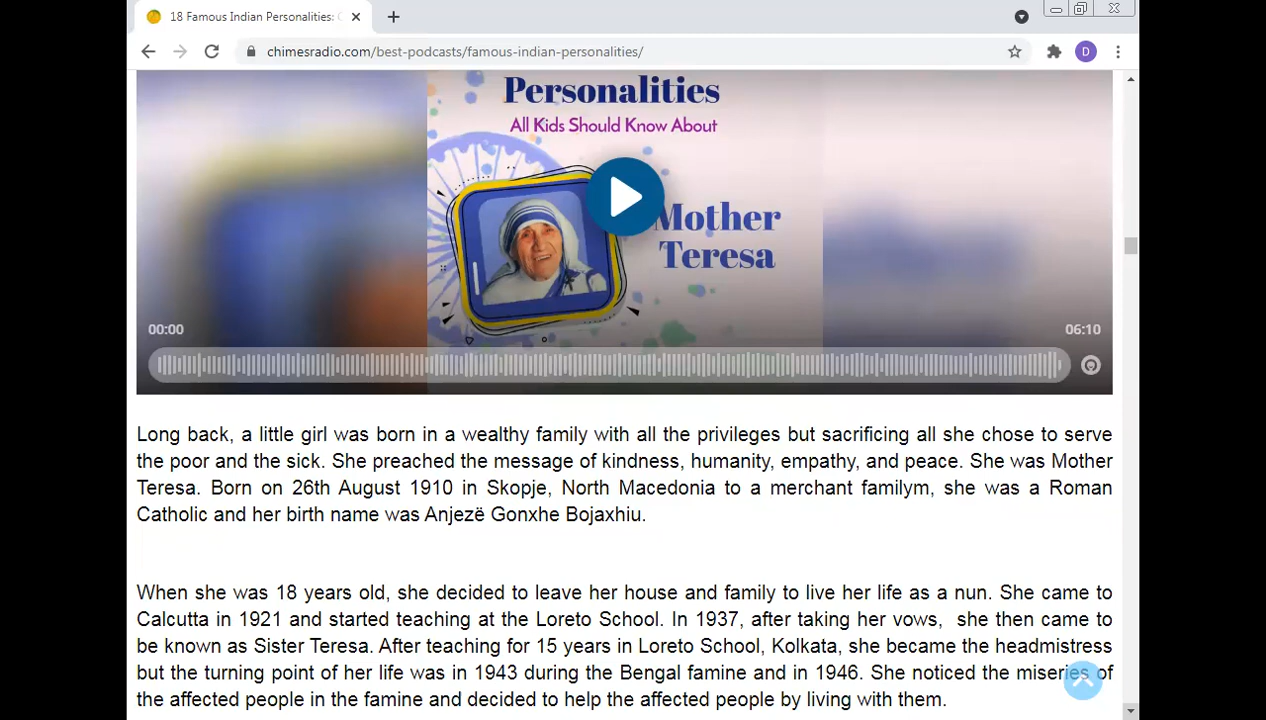 18 Famous Indian Personalities:
chimesradio.com/best-podcasts/famous-indian-personalities/
D
Personalities
All Kids Should Know About
Mother
Teresa
00:00
06:10
Long back, a little girl was born in a wealthy family with all the privileges but sacrificing all she chose to serve
the poor and the sick. She preached the message of kindness, humanity, empathy, and peace. She was Mother
Teresa. Born on 26th August 1910 in Skopje, North Macedonia to a merchant familym, she was a Roman
Catholic and her birth name was Anjezë Gonxhe Bojaxhiu.
When she was 18 years old, she decided to leave her house and family to live her life as a nun. She came to
Calcutta in 1921 and started teaching at the Loreto School. In 1937, after taking her vows, she then came to
be known as Sister Teresa. After teaching for 15 years in Loreto School, Kolkata, she became the headmistress
but the turning point of her life was in 1943 during the Bengal famine and in 1946. She noticed the miseries of
the affected people in the famine and decided to help the affected people by living with them.